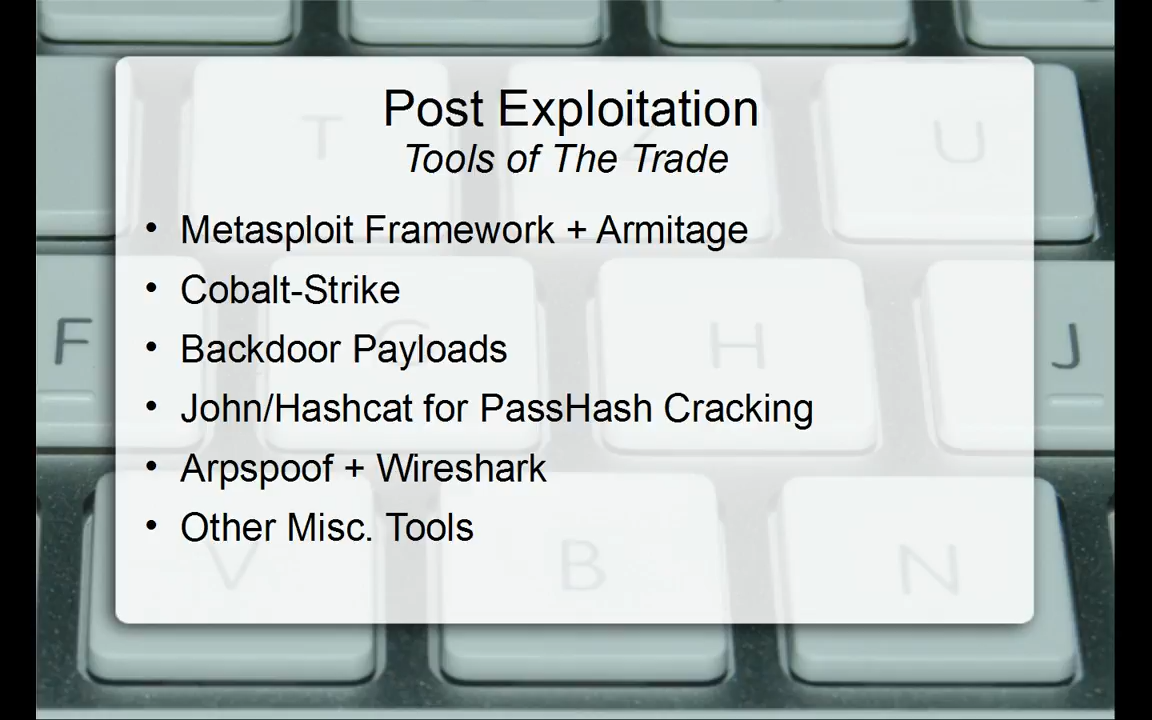 Post Exploitation
Tools of The Trade
• Metasploit Framework + Armitage
• Cobalt-Strike
• Backdoor Payloads
• John/Hashcat for PassHash Cracking
• Arpspoof + Wireshark
• Other Misc. Tools
T
Z
U
F
G
H
J
V
B
N